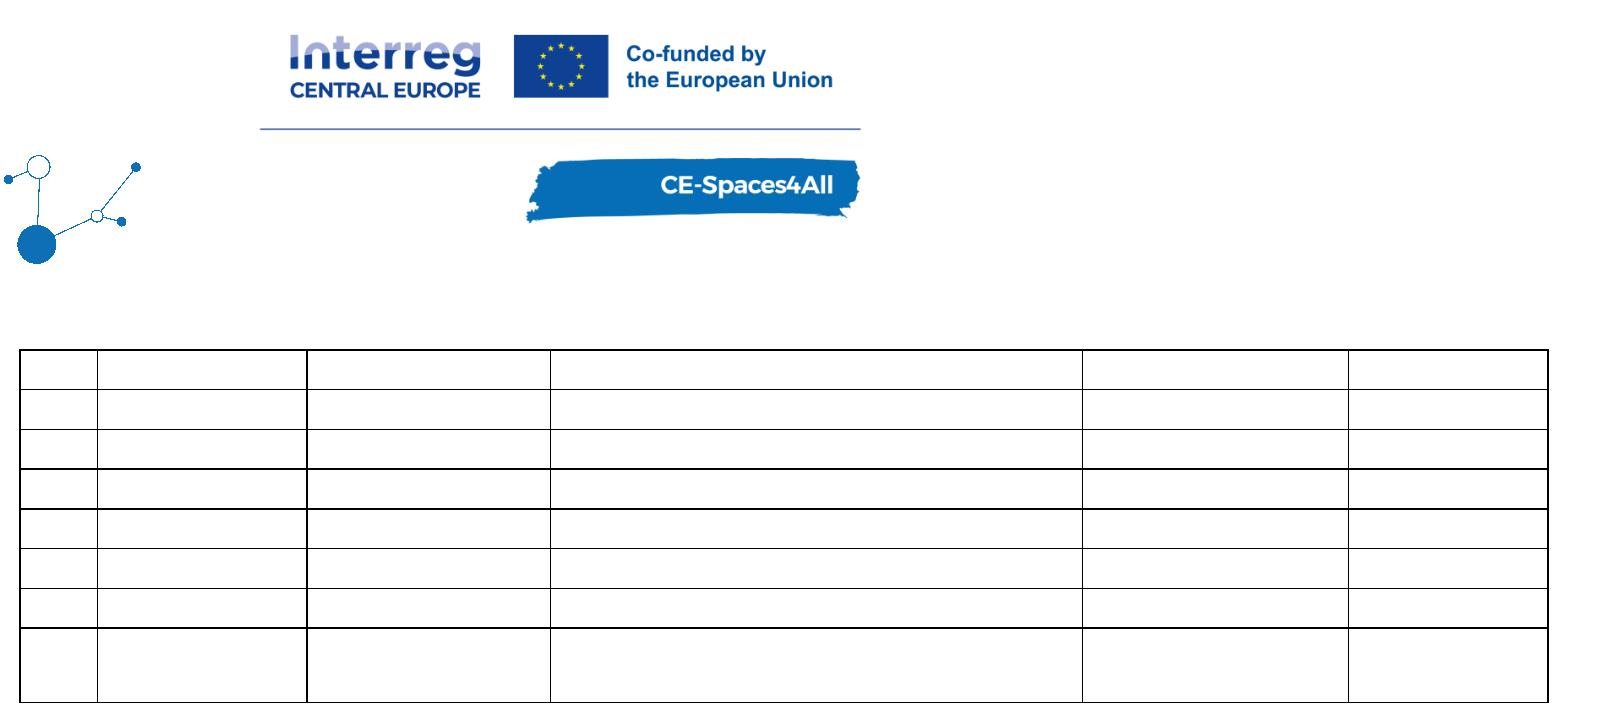 Interreg
CENTRAL EUROPE
Co-funded by
the European Union
CE-Spaces4All